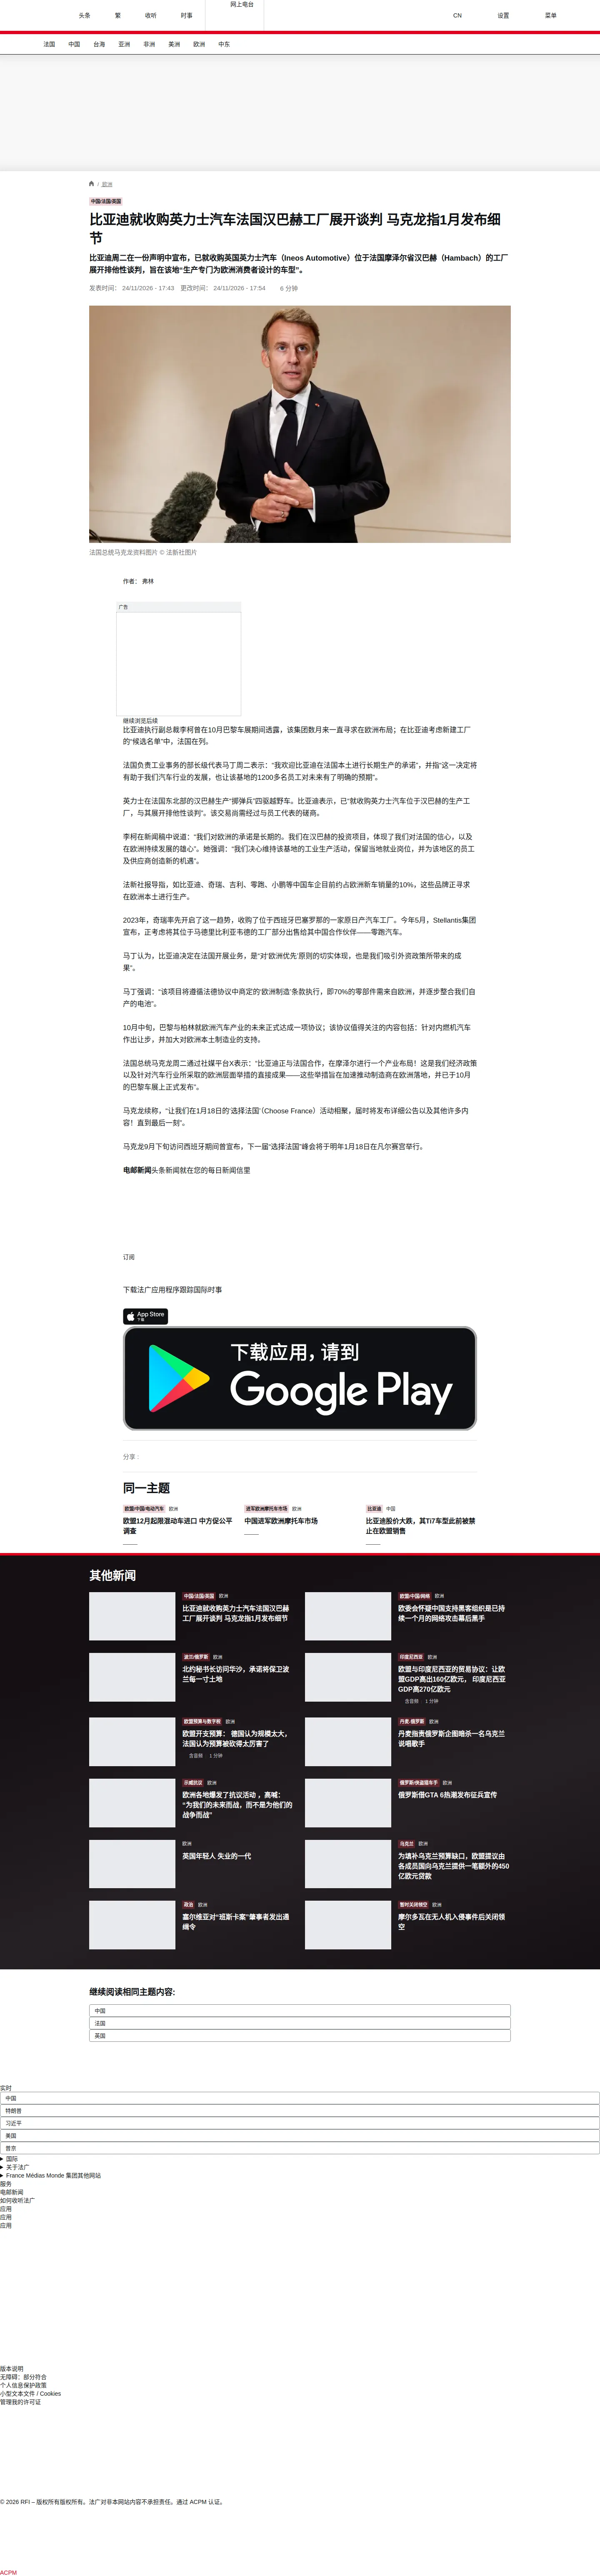 头条
繁
收听
时事
网上电台
CN
设置
菜单
法国
中国
台海
亚洲
非洲
美洲
欧洲
中东
/ 欧洲
中国/法国/英国
比亚迪就收购英力士汽车法国汉巴赫工厂展开谈判 马克龙指1月发布细
节
比亚迪周二在一份声明中宣布，已就收购英国英力士汽车（Ineos Automotive）位于法国摩泽尔省汉巴赫（Hambach）的工厂
展开排他性谈判，旨在该地“生产专门为欧洲消费者设计的车型”。
发表时间： 24/11/2026 - 17:43 更改时间： 24/11/2026 - 17:54 6 分钟
法国总统马克龙资料图片 © 法新社图片
作者： 弗林
广告
继续浏览后续
比亚迪执行副总裁李柯曾在10月巴黎车展期间透露，该集团数月来一直寻求在欧洲布局；在比亚迪考虑新建工厂
的“候选名单”中，法国在列。
法国负责工业事务的部长级代表马丁周二表示：“我欢迎比亚迪在法国本土进行长期生产的承诺”，并指“这一决定将
有助于我们汽车行业的发展，也让该基地的1200多名员工对未来有了明确的预期”。
英力士在法国东北部的汉巴赫生产“掷弹兵”四驱越野车。比亚迪表示，已“就收购英力士汽车位于汉巴赫的生产工
厂，与其展开排他性谈判”。该交易尚需经过与员工代表的磋商。
李柯在新闻稿中说道：“我们对欧洲的承诺是长期的。我们在汉巴赫的投资项目，体现了我们对法国的信心，以及
在欧洲持续发展的雄心”。她强调：“我们决心维持该基地的工业生产活动，保留当地就业岗位，并为该地区的员工
及供应商创造新的机遇”。
法新社报导指，如比亚迪、奇瑞、吉利、零跑、小鹏等中国车企目前约占欧洲新车销量的10%，这些品牌正寻求
在欧洲本土进行生产。
2023年，奇瑞率先开启了这一趋势，收购了位于西班牙巴塞罗那的一家原日产汽车工厂。今年5月，Stellantis集团
宣布，正考虑将其位于马德里比利亚韦德的工厂部分出售给其中国合作伙伴——零跑汽车。
马丁认为，比亚迪决定在法国开展业务，是“对‘欧洲优先’原则的切实体现，也是我们吸引外资政策所带来的成
果”。
马丁强调：“该项目将遵循法德协议中商定的‘欧洲制造’条款执行，即70%的零部件需来自欧洲，并逐步整合我们自
产的电池”。
10月中旬，巴黎与柏林就欧洲汽车产业的未来正式达成一项协议；该协议值得关注的内容包括：针对内燃机汽车
作出让步，并加大对欧洲本土制造业的支持。
法国总统马克龙周二通过社媒平台X表示：“比亚迪正与法国合作，在摩泽尔进行一个产业布局！这是我们经济政策
以及针对汽车行业所采取的欧洲层面举措的直接成果——这些举措旨在加速推动制造商在欧洲落地，并已于10月
的巴黎车展上正式发布”。
马克龙续称，“让我们在1月18日的‘选择法国’（Choose France）活动相聚，届时将发布详细公告以及其他许多内
容！直到最后一刻”。
马克龙9月下旬访问西班牙期间曾宣布，下一届“选择法国”峰会将于明年1月18日在凡尔赛宫举行。
电邮新闻头条新闻就在您的每日新闻信里
订阅
下载法广应用程序跟踪国际时事
App Store
下载
下载应用，请到
Google Play
分享 :
同一主题
欧盟/中国/电动汽车 欧洲
欧盟12月起限混动车进口 中方促公平
调查
进军欧洲摩托车市场 欧洲
中国进军欧洲摩托车市场
比亚迪 中国
比亚迪股价大跌，其Ti7车型此前被禁
止在欧盟销售
其他新闻
中国/法国/英国 欧洲
比亚迪就收购英力士汽车法国汉巴赫
工厂展开谈判 马克龙指1月发布细节
欧盟/中国/网络 欧洲
欧委会怀疑中国支持黑客组织是已持
续一个月的网络攻击幕后黑手
波兰/俄罗斯 欧洲
北约秘书长访问华沙，承诺将保卫波
兰每一寸土地
印度尼西亚 欧洲
欧盟与印度尼西亚的贸易协议：让欧
盟GDP高出160亿欧元， 印度尼西亚
GDP高270亿欧元
含音频 1 分钟
欧盟预算与数字税 欧洲
欧盟开支预算： 德国认为规模太大，
法国认为预算被砍得太厉害了
含音频 1 分钟
丹麦-俄罗斯 欧洲
丹麦指责俄罗斯企图暗杀一名乌克兰
说唱歌手
示威抗议 欧洲
欧洲各地爆发了抗议活动 ，高喊：
“为我们的未来而战，而不是为他们的
战争而战”
俄罗斯/侠盗猎车手 欧洲
俄罗斯借GTA 6热潮发布征兵宣传
欧洲
英国年轻人 失业的一代
乌克兰 欧洲
为填补乌克兰预算缺口，欧盟提议由
各成员国向乌克兰提供一笔额外的450
亿欧元贷款
政治 欧洲
塞尔维亚对“班斯卡案”肇事者发出通
缉令
暂时关闭领空 欧洲
摩尔多瓦在无人机入侵事件后关闭领
空
继续阅读相同主题内容:
中国
法国
英国
实时
中国
特朗普
习近平
美国
普京
国际
关于法广
France Médias Monde 集团其他网站
服务
电邮新闻
如何收听法广
应用
应用
应用
版本说明
无障碍：部分符合
个人信息保护政策
小型文本文件 / Cookies
管理我的许可证
© 2026 RFI – 版权所有版权所有。法广对非本网站内容不承担责任。通过 ACPM 认证。
ACPM